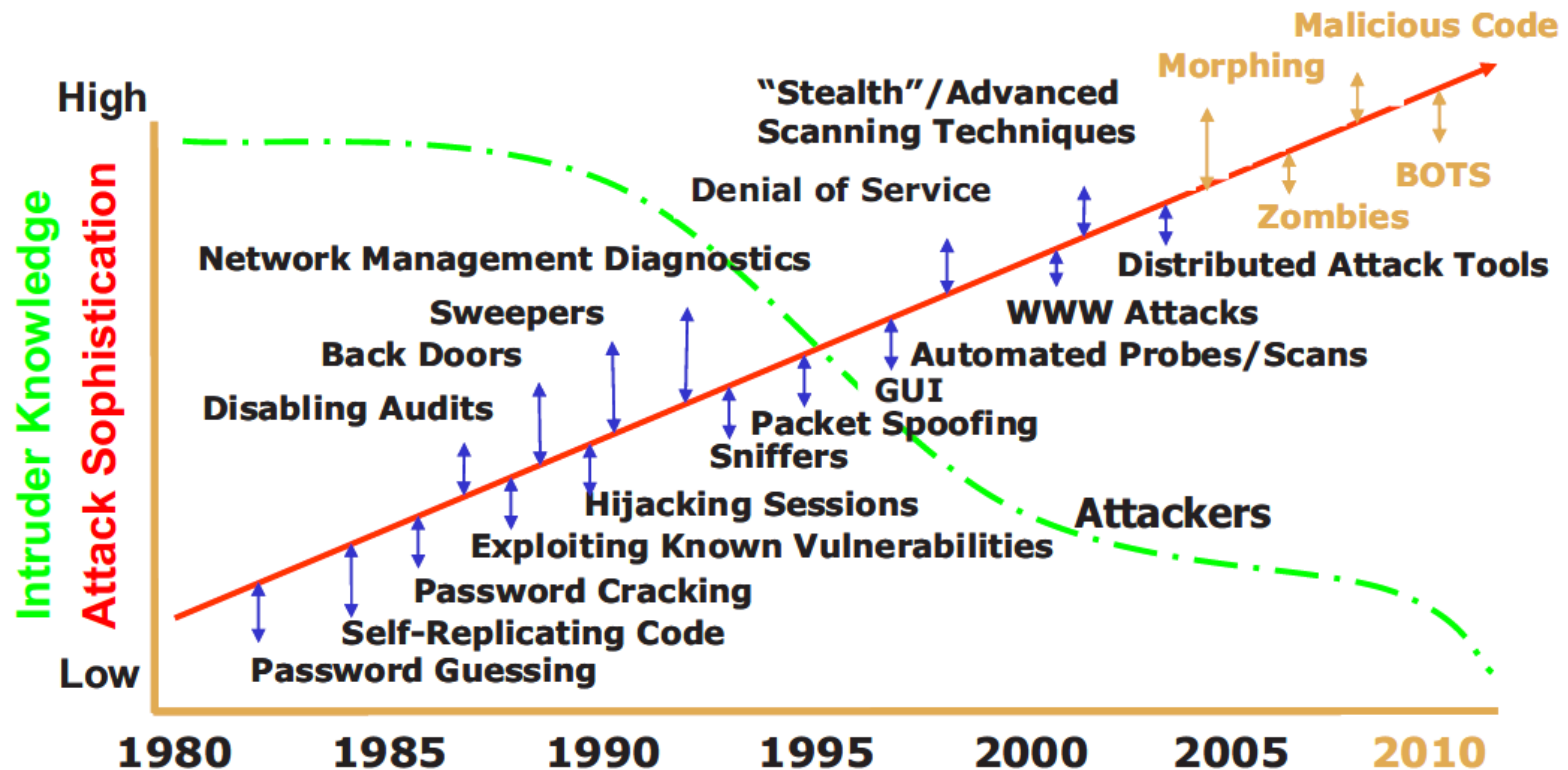 Malicious Code
Morphing
High
“Stealth”/Advanced
Scanning Techniques
Denial of Service
BOTS
Zombies
Network Management Diagnostics
Distributed Attack Tools
Sweepers
WWW Attacks
Back Doors
Automated Probes/Scans
GUI
Disabling Audits
Packet Spoofing
Sniffers
Hijacking Sessions
Attackers
Exploiting Known Vulnerabilities
Password Cracking
Self-Replicating Code
Password Guessing
Low
Intruder Knowledge
Attack Sophistication
1980 1985 1990 1995 2000 2005 2010